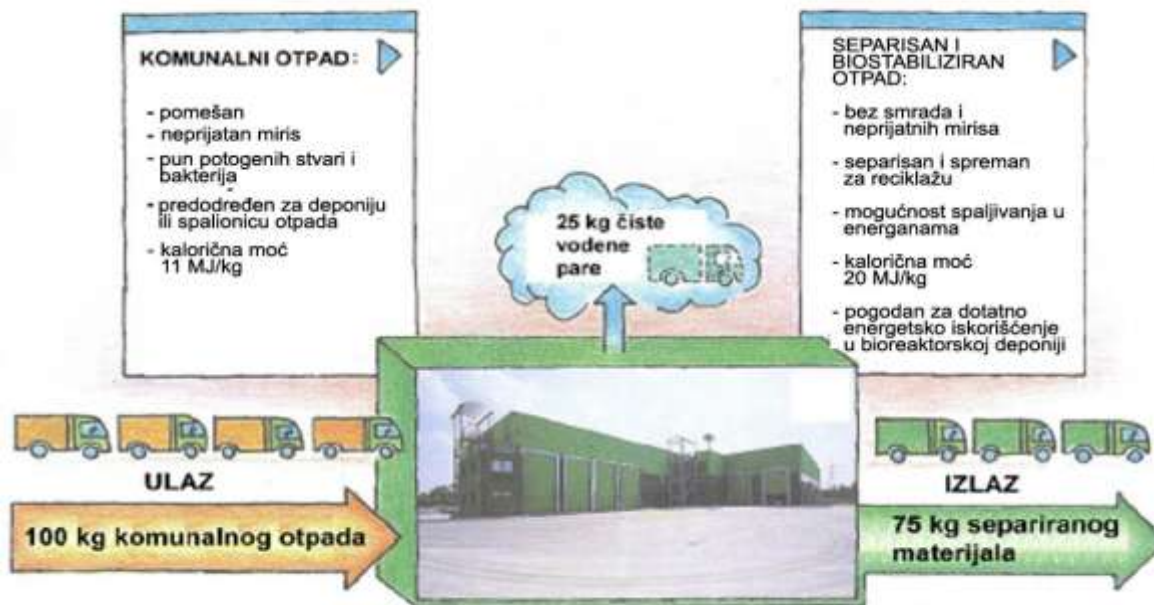 KOMUNALNI OTPAD:
- pomešan
- neprijatan miris
- pun potogenih stvari i
bakterija
- predodređen za deponiju
ili spalionicu otpada
- kalorična moć
11 MJ/kg
25 kg čiste
vodene
pare
SEPARISAN I
BIOSTABILIZIRAN
OTPAD:
- bez smrada i
neprijatnih mirisa
- separisan i spreman
za reciklažu
- mogućnost spaljivanja u
energanama
- kalorična moć
20 MJ/kg
- pogodan za dotatno
energetsko iskorišćenje
u bioreaktorskoj deponiji
ULAZ
100 kg komunalnog otpada
IZLAZ
75 kg separiranog
materijala